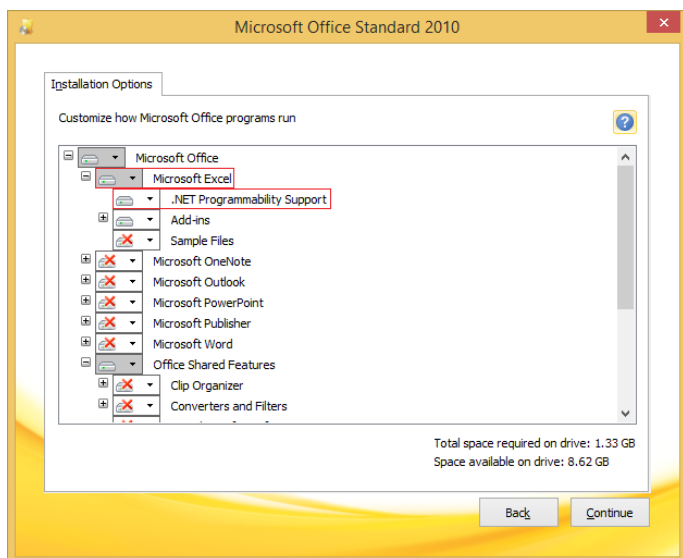 Microsoft Office Standard 2010
Installation Options
Customize how Microsoft Office programs run
Microsoft Office
Microsoft Excel
.NET Programmability Support
Add-ins
Sample Files
Microsoft OneNote
Microsoft Outlook
Microsoft PowerPoint
Microsoft Publisher
Microsoft Word
Office Shared Features
Clip Organizer
Converters and Filters
Total space required on drive: 1.33 GB
Space available on drive: 8.62 GB
Back
Continue